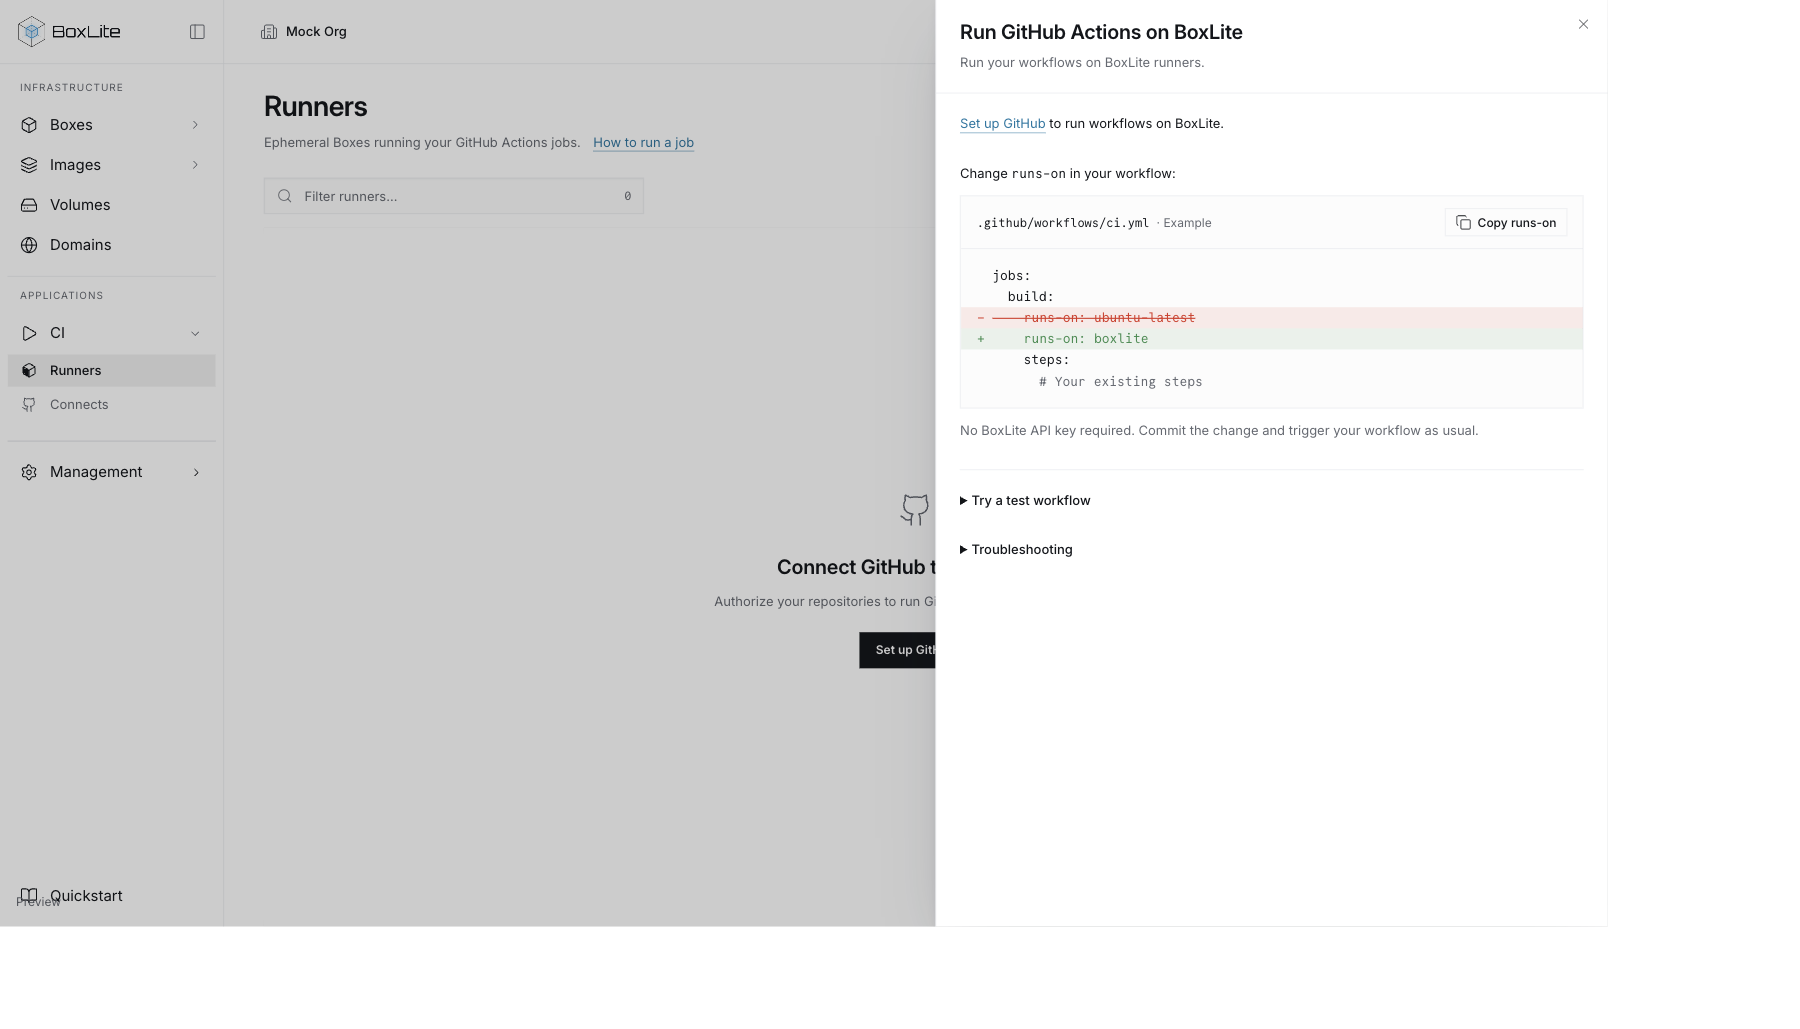 BoxLite
Mock Org
INFRASTRUCTURE
Boxes
Images
Volumes
Domains
APPLICATIONS
CI
Runners
Connects
Management
Quickstart
Preview
Runners
Ephemeral Boxes running your GitHub Actions jobs. How to run a job
Filter runners... 0
Connect GitHub t
Authorize your repositories to run Gi
Set up GitH
Run GitHub Actions on BoxLite
Run your workflows on BoxLite runners.
Set up GitHub to run workflows on BoxLite.
Change runs-on in your workflow:
.github/workflows/ci.yml · Example Copy runs-on
jobs:
build:
- runs-on: ubuntu-latest
+ runs-on: boxlite
steps:
# Your existing steps
No BoxLite API key required. Commit the change and trigger your workflow as usual.
Try a test workflow
Troubleshooting